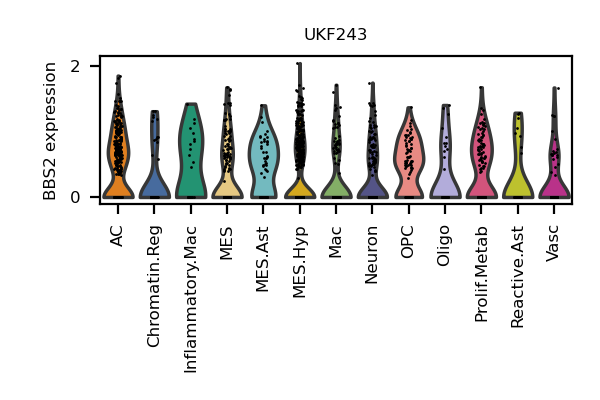 UKF243
BBS2 expression
2
0
AC
Chromatin.Reg
Inflammatory.Mac
MES
MES.Ast
MES.Hyp
Mac
Neuron
OPC
Oligo
Prolif.Metab
Reactive.Ast
Vasc